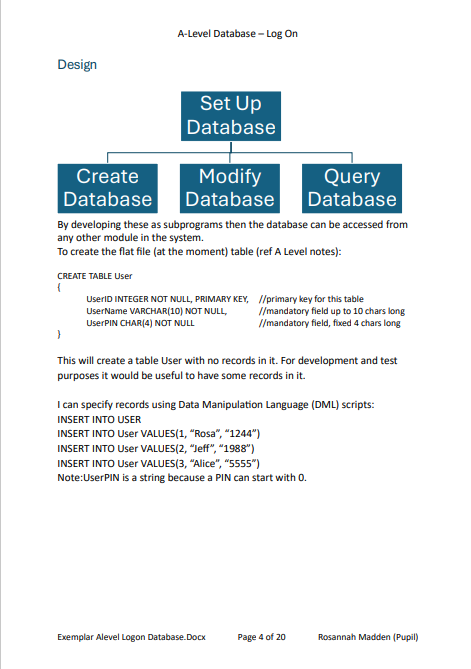 A-Level Database – Log On
Design
Set Up
Database
Create
Database
Modify
Database
Query
Database
By developing these as subprograms then the database can be accessed from
any other module in the system.
To create the flat file (at the moment) table (ref A Level notes):
CREATE TABLE User
{
UserID INTEGER NOT NULL, PRIMARY KEY, //primary key for this table
UserName VARCHAR(10) NOT NULL, //mandatory field up to 10 chars long
UserPIN CHAR(4) NOT NULL //mandatory field, fixed 4 chars long
}
This will create a table User with no records in it. For development and test
purposes it would be useful to have some records in it.
I can specify records using Data Manipulation Language (DML) scripts:
INSERT INTO USER
INSERT INTO User VALUES(1, “Rosa”, “1244”)
INSERT INTO User VALUES(2, “Jeff”, “1988”)
INSERT INTO User VALUES(3, “Alice”, “5555”)
Note:UserPIN is a string because a PIN can start with 0.
Exemplar Alevel Logon Database.Docx Page 4 of 20 Rosannah Madden (Pupil)